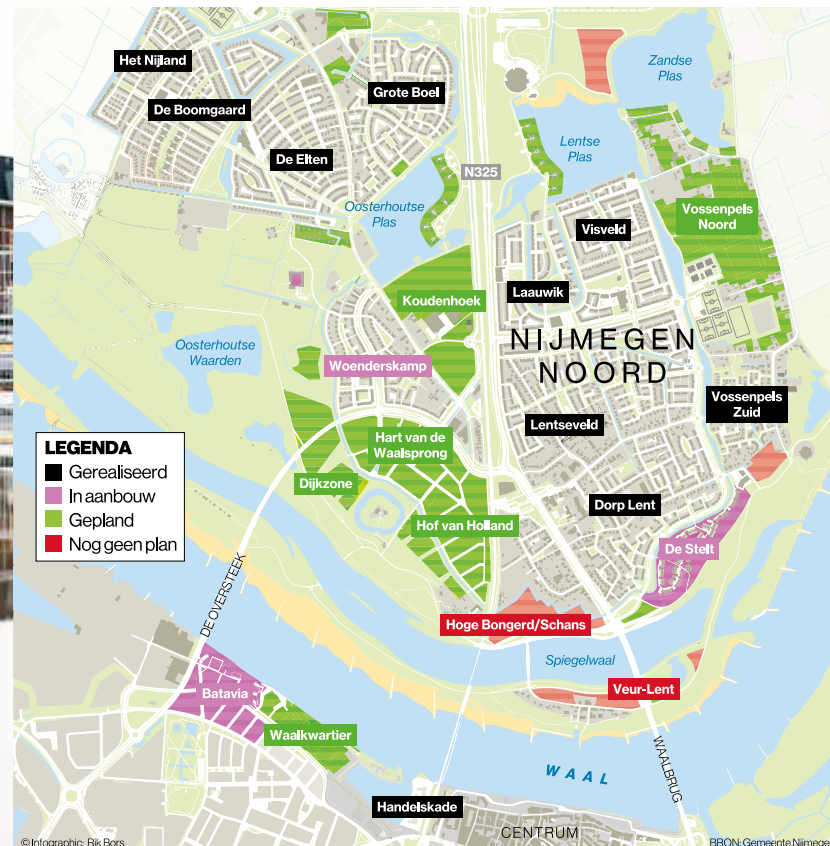 Het Nijland
De Boomgaard
Grote Boel
De Elten
Zandse
Plas
Lentse
Plas
N325
Oosterhoutse
Plas
Visveld
Vossenpels
Noord
Laauwik
Koudenhoek
NIJMEGEN
NOORD
Oosterhoutse
Waarden
Woenderskamp
Vossenpels
Zuid
Lentseveld
Hart van de
Waalsprong
LEGENDA
Gerealiseerd
In aanbouw
Gepland
Nog geen plan
Dijkzone
Hof van Holland
Dorp Lent
De Stelt
DE OVERSTEEK
Hoge Bongerd/Schans
Spiegelwaal
Veur-Lent
Batavia
Waalkwartier
WAAL
WAALBRUG
Handelskade
CENTRUM
© Infographic: Rik Bors
BRON: Gemeente Nijmege